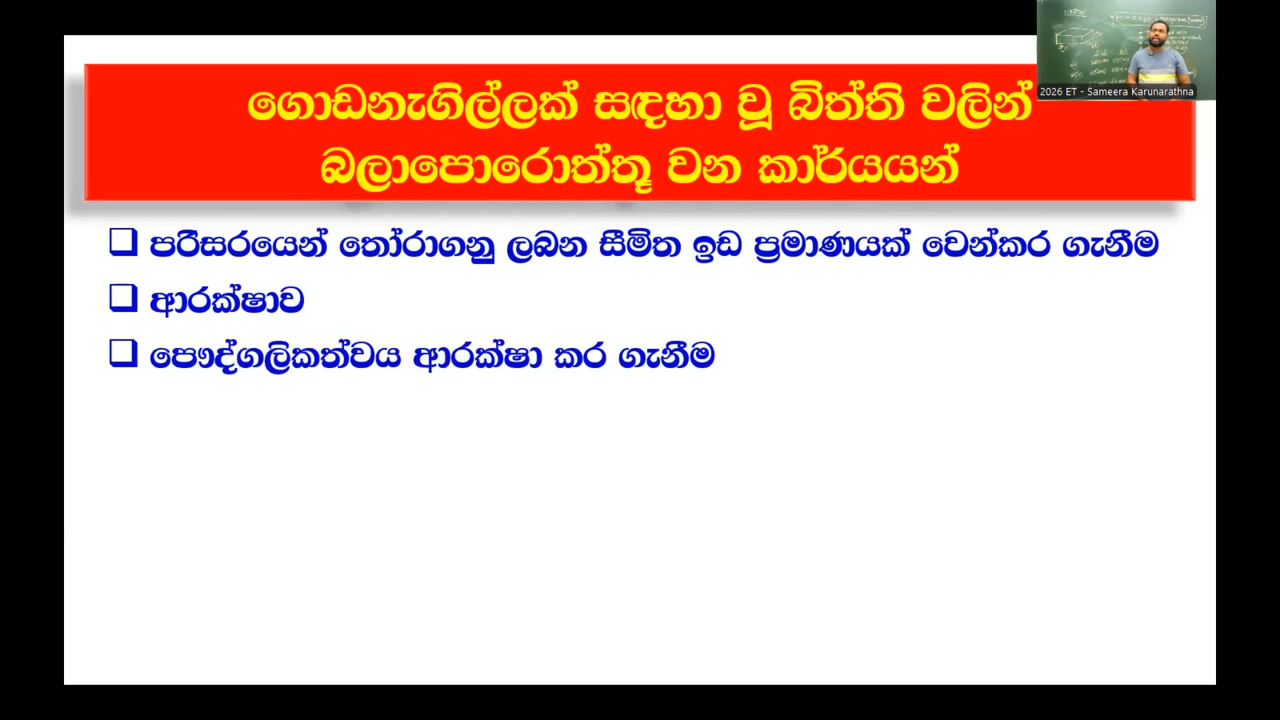 2026 ET - Sameera Karunarathna
ගොඩනැගිල්ලක් සඳහා වූ බිත්ති වලින්
බලාපොරොත්තූ වන කාර්යයන්
❑ පරිසරයෙන් තෝරාගනු ලබන සීමිත ඉඩ ප්‍රමාණයක් වෙන්කර ගැනීම
❑ ආරක්ෂාව
❑ පෞද්ගලිකත්වය ආරක්ෂා කර ගැනීම